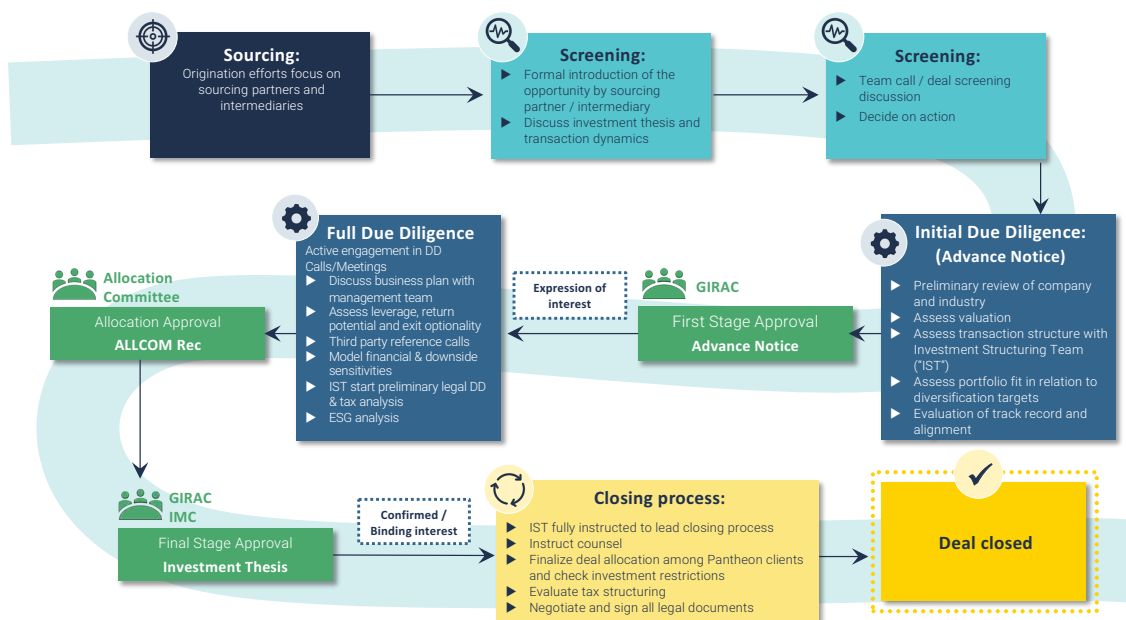 Sourcing:
Origination efforts focus on
sourcing partners and
intermediaries
Screening:
Formal introduction of the
opportunity by sourcing
partner / intermediary
Discuss investment thesis and
transaction dynamics
Screening:
Team call / deal screening
discussion
Decide on action
Initial Due Diligence:
(Advance Notice)
Preliminary review of company
and industry
Assess valuation
Assess transaction structure with
Investment Structuring Team
("IST")
Assess portfolio fit in relation to
diversification targets
Evaluation of track record and
alignment
GIRAC
First Stage Approval
Advance Notice
Expression of
interest
Full Due Diligence
Active engagement in DD
Calls/Meetings
Discuss business plan with
management team
Assess leverage, return
potential and exit optionality
Third party reference calls
Model financial & downside
sensitivities
IST start preliminary legal DD
& tax analysis
ESG analysis
Allocation
Committee
Allocation Approval
ALLCOM Rec
GIRAC
IMC
Final Stage Approval
Investment Thesis
Confirmed /
Binding interest
Closing process:
IST fully instructed to lead closing process
Instruct counsel
Finalize deal allocation among Pantheon clients
and check investment restrictions
Evaluate tax structuring
Negotiate and sign all legal documents
Deal closed